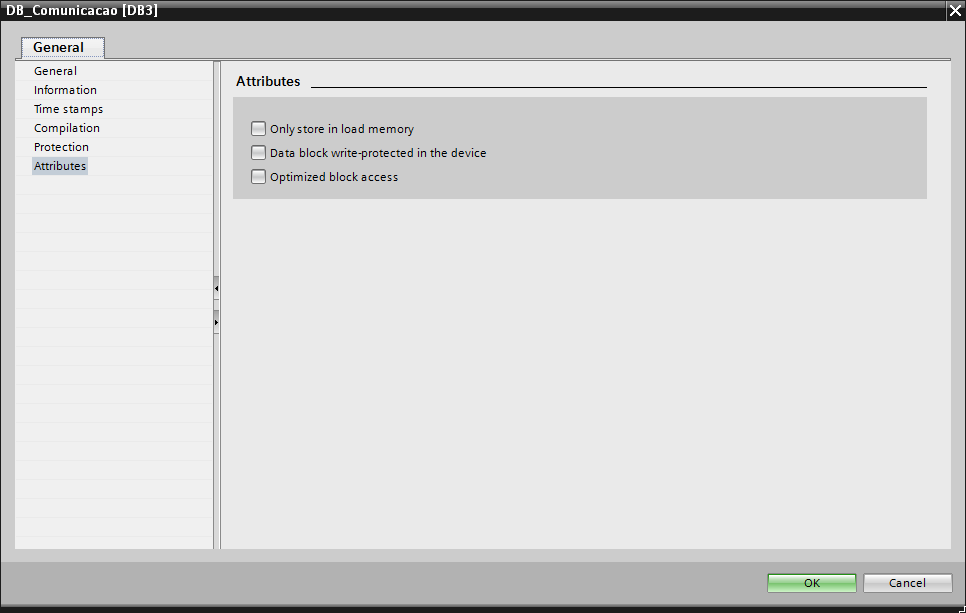 DB_Comunicacao [DB3]
General
General
Information
Time stamps
Compilation
Protection
Attributes
Attributes
Only store in load memory
Data block write-protected in the device
Optimized block access
OK
Cancel